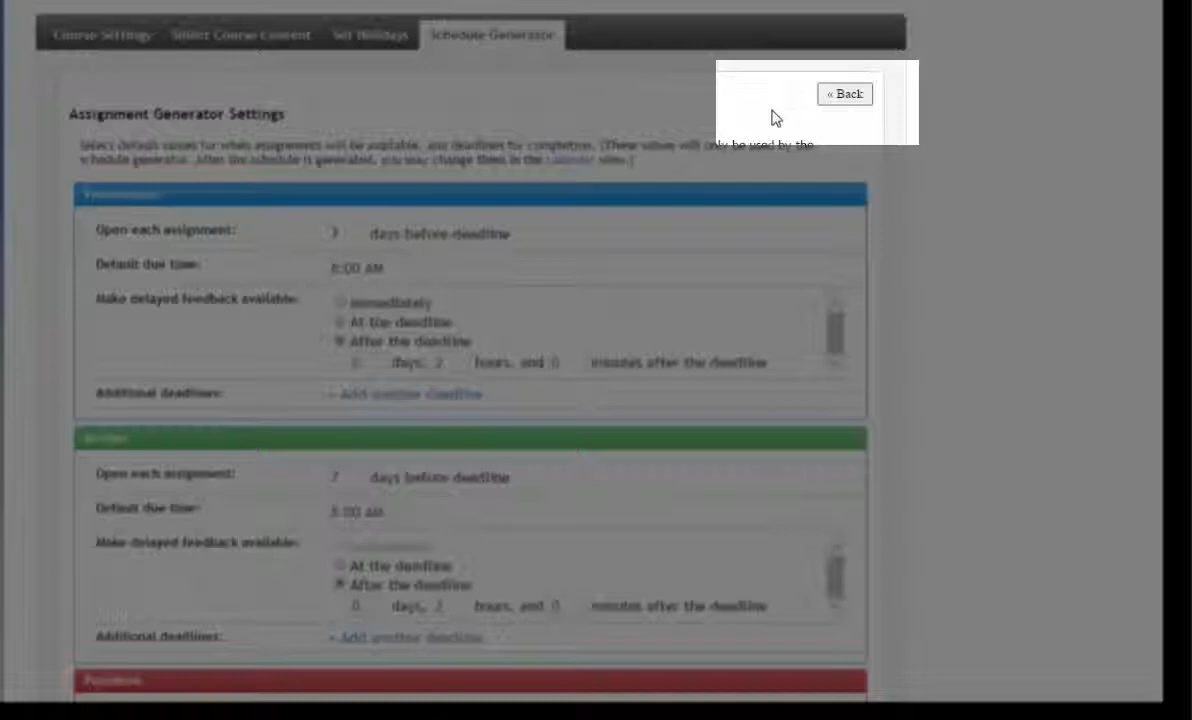 Course Settings Select Course Content Set Holidays Schedule Generator
« Back
Assignment Generator Settings
Select default values for when assignments will be available, and deadlines for completion. (These values will only be used by the
schedule generator. After the schedule is generated, you may change them in the Calendar view.)
Open each assignment: days before deadline
Default due time: 8:00 AM
Make delayed feedback available: Immediately
At the deadline
After the deadline
0 days, 2 hours, and 0 minutes after the deadline
Additional deadlines: + Add another deadline
Open each assignment: 7 days before deadline
Default due time: 8:00 AM
Make delayed feedback available:
At the deadline
After the deadline
0 days, 2 hours, and 0 minutes after the deadline
Additional deadlines: + Add another deadline